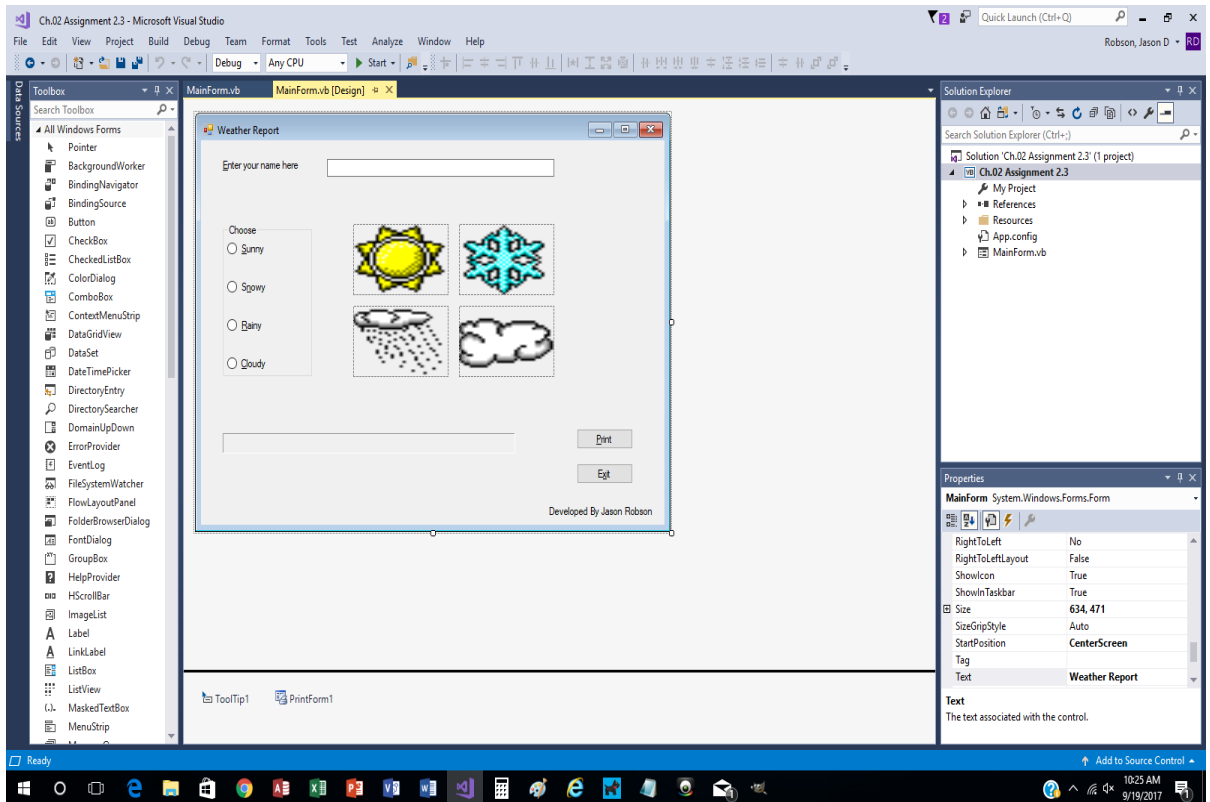 Ch.02 Assignment 2.3 - Microsoft Visual Studio
2
Quick Launch (Ctrl+Q)
File Edit View Project Build Debug Team Format Tools Test Analyze Window Help
Robson, Jason D
RD
Debug Any CPU Start
Data Sources
Toolbox
Search Toolbox
All Windows Forms
Pointer
BackgroundWorker
BindingNavigator
BindingSource
Button
CheckBox
CheckedListBox
ColorDialog
ComboBox
ContextMenuStrip
DataGridView
DataSet
DateTimePicker
DirectoryEntry
DirectorySearcher
DomainUpDown
ErrorProvider
EventLog
FileSystemWatcher
FlowLayoutPanel
FolderBrowserDialog
FontDialog
GroupBox
HelpProvider
HScrollBar
ImageList
Label
LinkLabel
ListBox
ListView
MaskedTextBox
MenuStrip
MainForm.vb MainForm.vb [Design]
Weather Report
Enter your name here
Choose
Sunny
Snowy
Rainy
Cloudy
Print
Exit
Developed By Jason Robson
ToolTip1 PrintForm1
Solution Explorer
Search Solution Explorer (Ctrl+;)
Solution 'Ch.02 Assignment 2.3' (1 project)
VB Ch.02 Assignment 2.3
My Project
References
Resources
App.config
MainForm.vb
Properties
MainForm System.Windows.Forms.Form
RightToLeft No
RightToLeftLayout False
ShowIcon True
ShowInTaskbar True
Size 634, 471
SizeGripStyle Auto
StartPosition CenterScreen
Tag
Text Weather Report
Text
The text associated with the control.
Ready
Add to Source Control
10:25 AM
9/19/2017